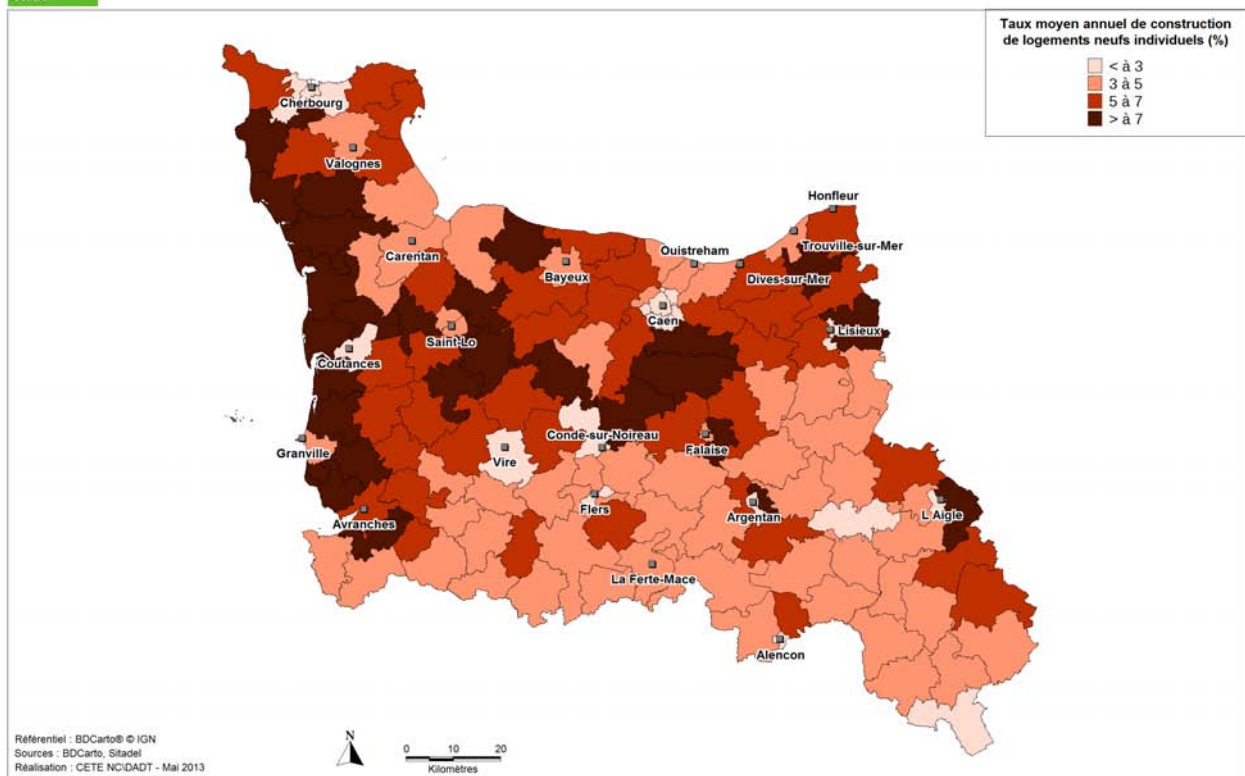 Taux moyen annuel de construction
de logements neufs individuels (%)
< à 3
3 à 5
5 à 7
> à 7
Cherbourg
Valognes
Honfleur
Carentan
Ouistreham
Trouville-sur-Mer
Bayeux
Dives-sur-Mer
Caen
Saint-Lo
Lisieux
Coutances
Conde-sur-Noireau
Granville
Vire
Falaise
Flers
Argentan
L Aigle
Avranches
La Ferte-Mace
Alencon
Référentiel : BDCarto® © IGN
Sources : BDCarto, Sitadel
Réalisation : CETE NC\DADT - Mai 2013
N
0 10 20
Kilomètres